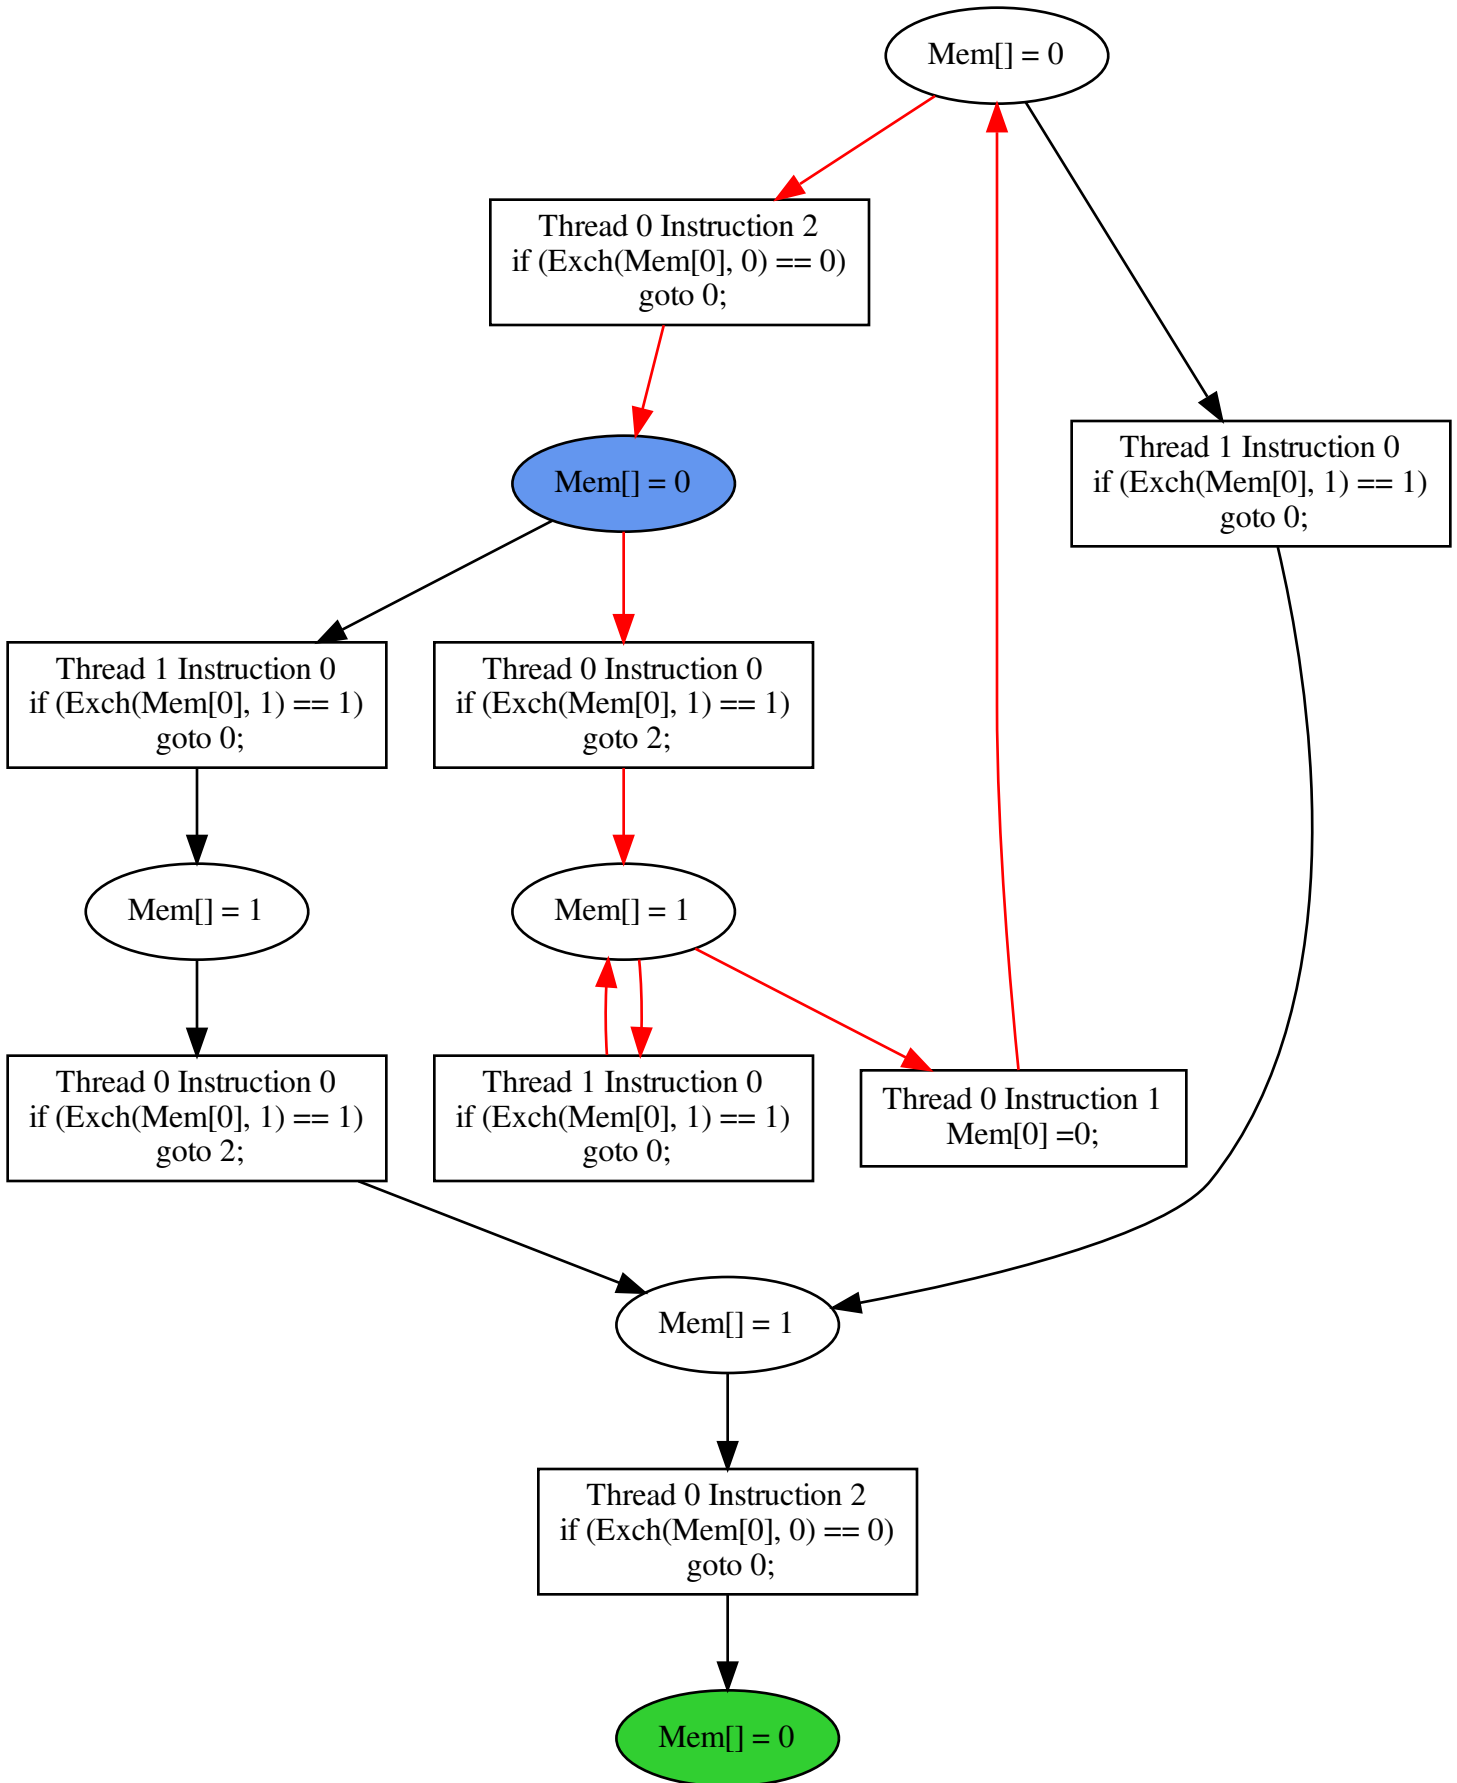 Mem[] = 0
Thread 0 Instruction 2
if (Exch(Mem[0], 0) == 0)
goto 0;
Thread 1 Instruction 0
if (Exch(Mem[0], 1) == 1)
goto 0;
Mem[] = 0
Thread 1 Instruction 0
if (Exch(Mem[0], 1) == 1)
goto 0;
Thread 0 Instruction 0
if (Exch(Mem[0], 1) == 1)
goto 2;
Mem[] = 1
Mem[] = 1
Thread 0 Instruction 0
if (Exch(Mem[0], 1) == 1)
goto 2;
Thread 1 Instruction 0
if (Exch(Mem[0], 1) == 1)
goto 0;
Thread 0 Instruction 1
Mem[0] =0;
Mem[] = 1
Thread 0 Instruction 2
if (Exch(Mem[0], 0) == 0)
goto 0;
Mem[] = 0